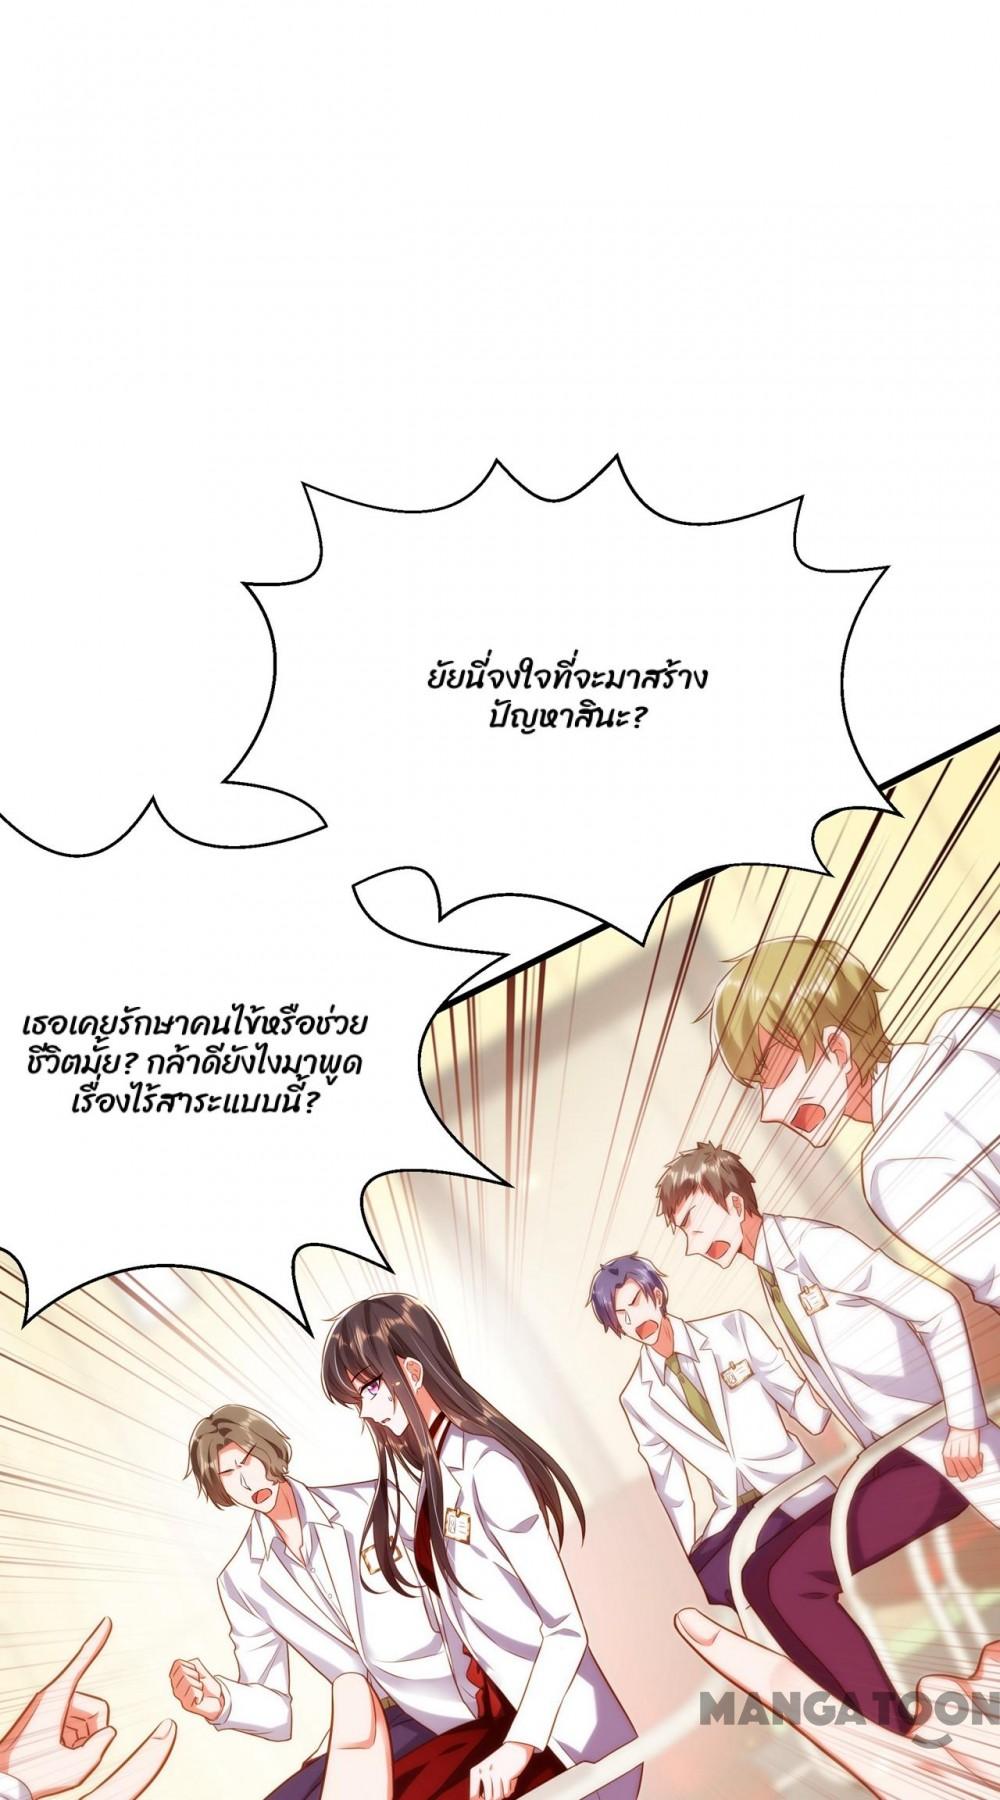 ยัยนี่จงใจที่จะมาสร้าง
ปัญหาสินะ?
เธอเคยรักษาคนไข้หรือช่วย
ชีวิตมั้ย? กล้าดียังไงมาพูด
เรื่องไร้สาระแบบนี้?
MANGA TOON